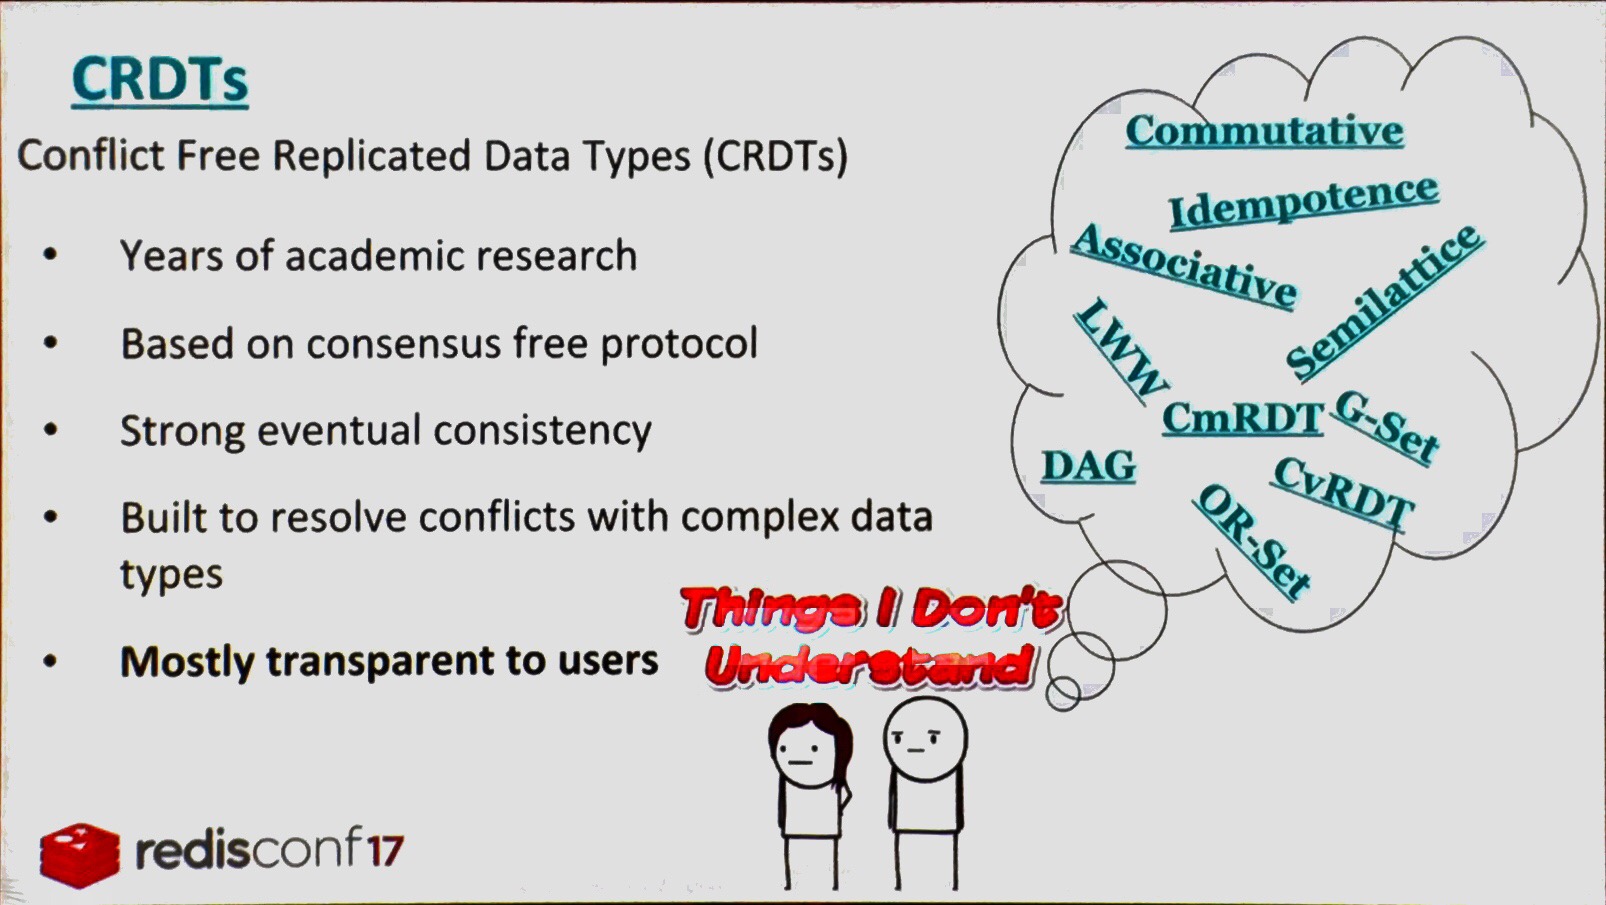 CRDTs
Conflict Free Replicated Data Types (CRDTs)
• Years of academic research
• Based on consensus free protocol
• Strong eventual consistency
• Built to resolve conflicts with complex data
types
• Mostly transparent to users
Commutative
Idempotence
Associative
Semilattice
LWW
CmRDT
G-Set
DAG
CvRDT
OR-Set
Things I Don't
Understand
redisconf17